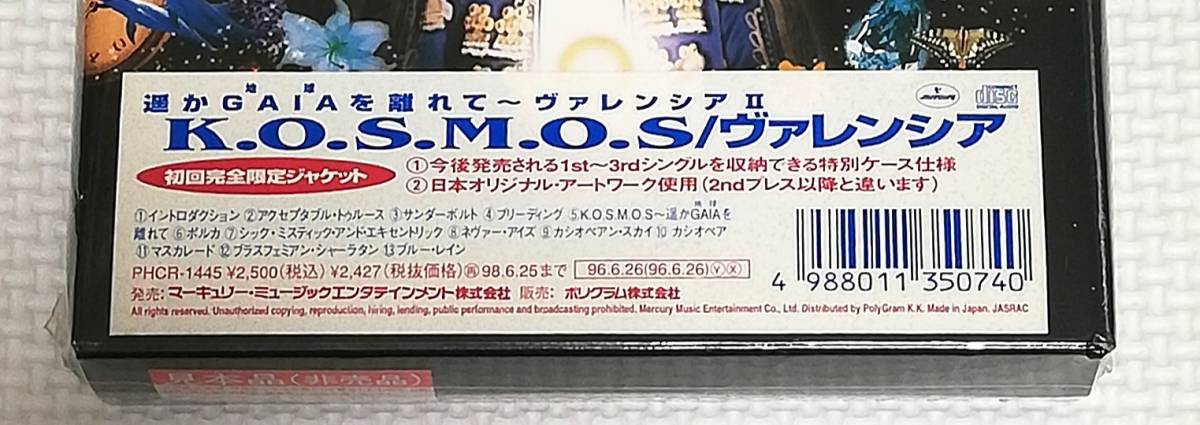 地球
遥かGAIAを離れて～ヴァレンシアII
K.O.S.M.O.S/ヴァレンシア
disc
DIGITAL AUDIO
初回完全限定ジャケット
①今後発売される1st～3rdシングルを収納できる特別ケース仕様
②日本オリジナル・アートワーク使用(2ndプレス以降と違います)
地球
①イントロダクション ②アクセプタブル・トゥルース ③サンダーボルト ④ブリーディング ⑤K.O.S.M.O.S～遥かGAIAを
離れて ⑥ポルカ ⑦シック・ミスティック・アンド・エキセントリック ⑧ネヴァー・アイズ ⑨カシオペアン・スカイ 10 カシオペア
⑪マスカレード ⑫プラスフェミアン・シャーラタン 13ブルー・レイン
PHCR-1445 ¥2,500(税込) ¥2,427(税抜価格)㊢98.6.25まで 96.6.26(96.6.26)ⓎⓍ
発売: マーキュリー・ミュージックエンタテインメント株式会社 販売: ポリグラム株式会社
All rights reserved. Unauthorized copying, reproduction, hiring, lending, public performance and broadcasting prohibited. Mercury Music Entertainment Co., Ltd. Distributed by PolyGram K.K. Made in Japan. JASRAC
4 988011 350740
見本品(非売品)